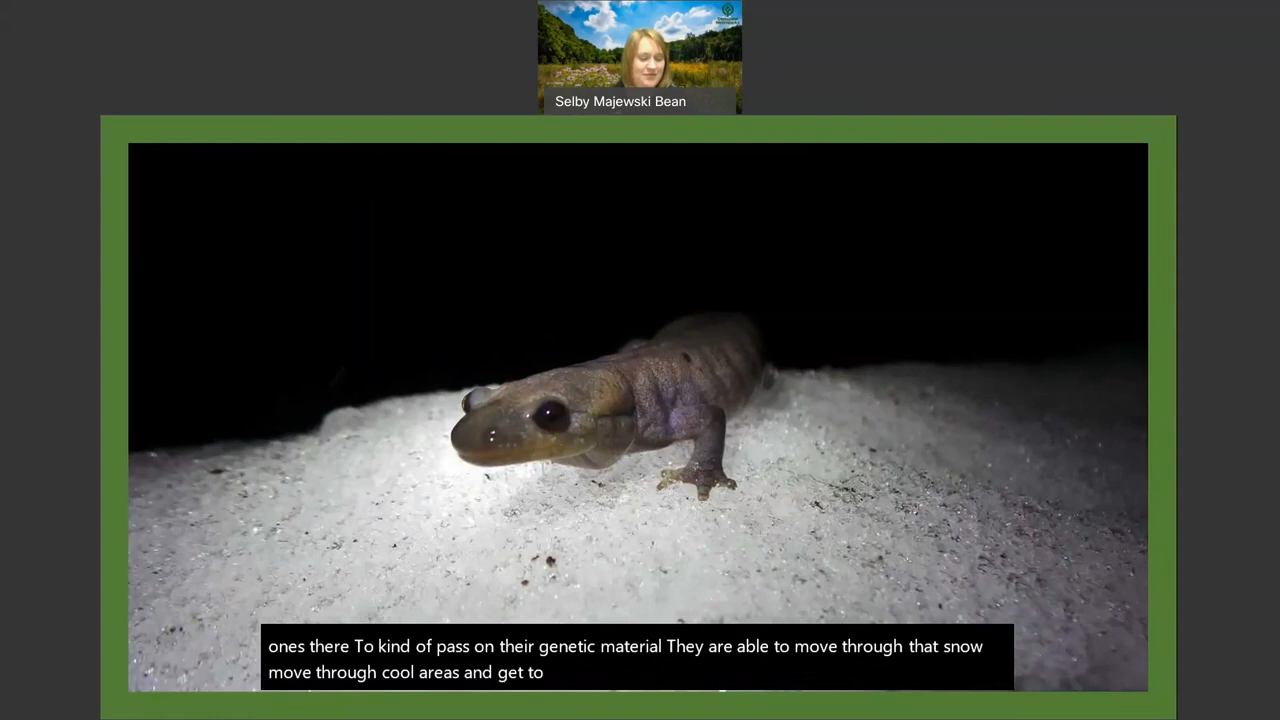 Selby Majewski Bean
ones there To kind of pass on their genetic material They are able to move through that snow
move through cool areas and get to